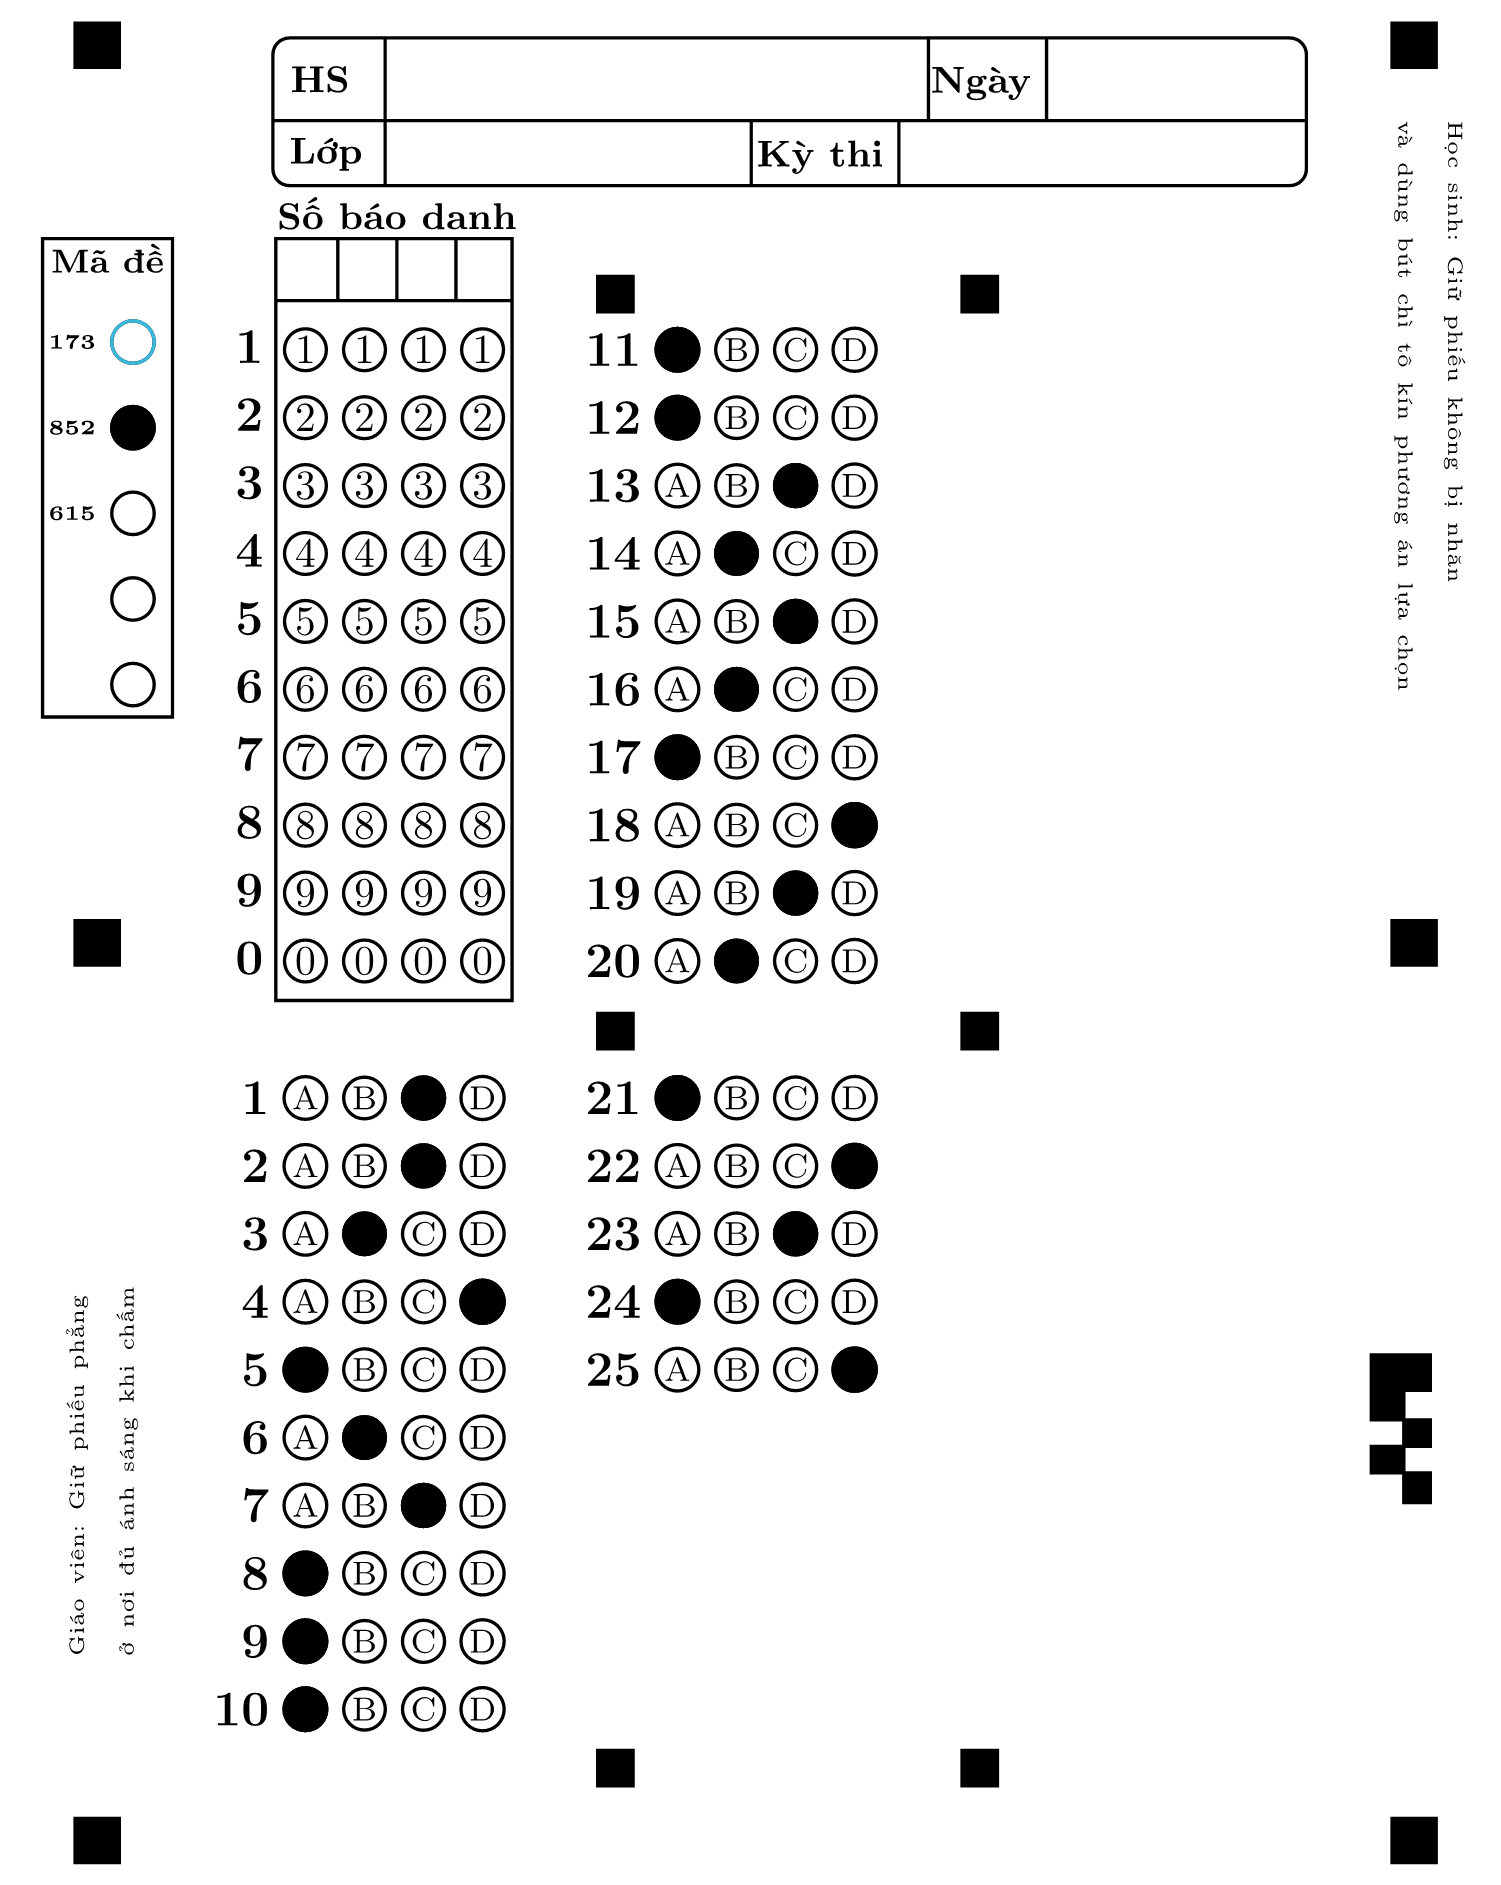 HS
Ngày
Lớp
Kỳ thi
Học sinh: Giữ phiếu không bị nhăn
và dùng bút chì tô kín phương án lựa chọn
Số báo danh
Mã đề
173
852
615
1 1 1 1 1
2 2 2 2 2
3 3 3 3 3
4 4 4 4 4
5 5 5 5 5
6 6 6 6 6
7 7 7 7 7
8 8 8 8 8
9 9 9 9 9
0 0 0 0 0
11 B C D
12 B C D
13 A B D
14 A C D
15 A B D
16 A C D
17 B C D
18 A B C
19 A B D
20 A C D
1 A B D
2 A B D
3 A C D
4 A B C
5 B C D
6 A C D
7 A B D
8 B C D
9 B C D
10 B C D
21 B C D
22 A B C
23 A B D
24 B C D
25 A B C
Giáo viên: Giữ phiếu phẳng
ở nơi đủ ánh sáng khi chấm